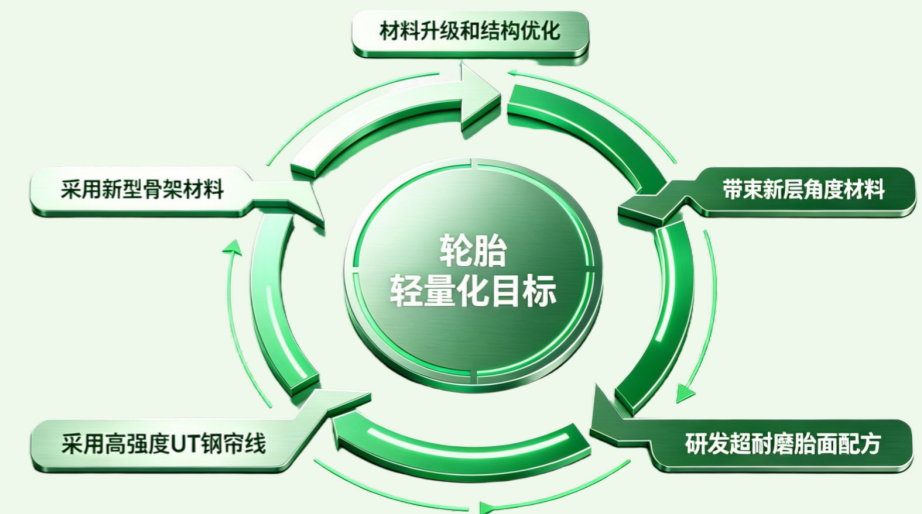 材料升级和结构优化
采用新型骨架材料
带束新层角度材料
轮胎
轻量化目标
采用高强度UT钢帘线
研发超耐磨胎面配方